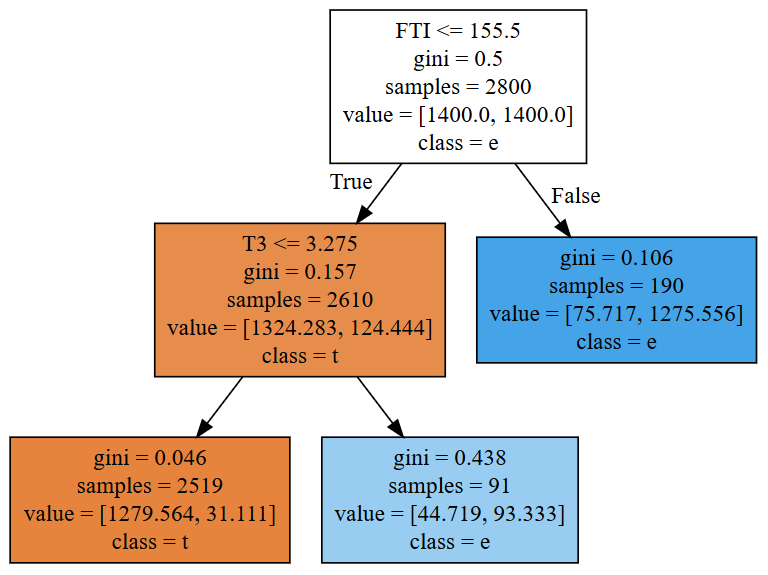 FTI <= 155.5
gini = 0.5
samples = 2800
value = [1400.0, 1400.0]
class = e
True
False
T3 <= 3.275
gini = 0.157
samples = 2610
value = [1324.283, 124.444]
class = t
gini = 0.106
samples = 190
value = [75.717, 1275.556]
class = e
gini = 0.046
samples = 2519
value = [1279.564, 31.111]
class = t
gini = 0.438
samples = 91
value = [44.719, 93.333]
class = e